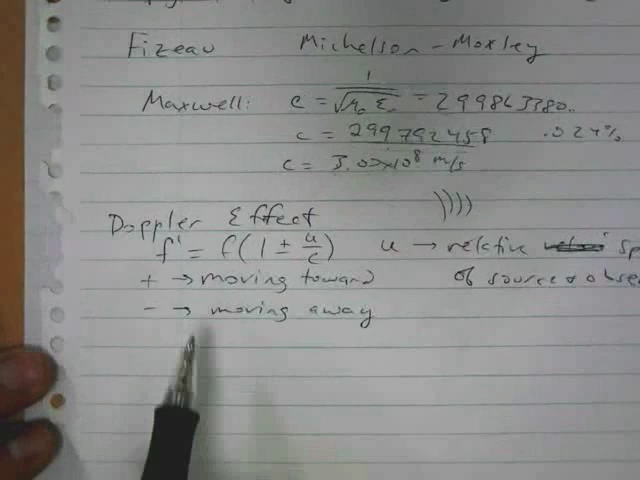 Fizeau Michelson-Morley
Maxwell: c = 1/√μ₀ε₀ = 299863380..
c = 299792458 .024%
c = 3.00×10⁸ m/s
Doppler Effect
f' = f(1 ± u/c) u → relative sp
+ → moving toward of source & obse
- → moving away